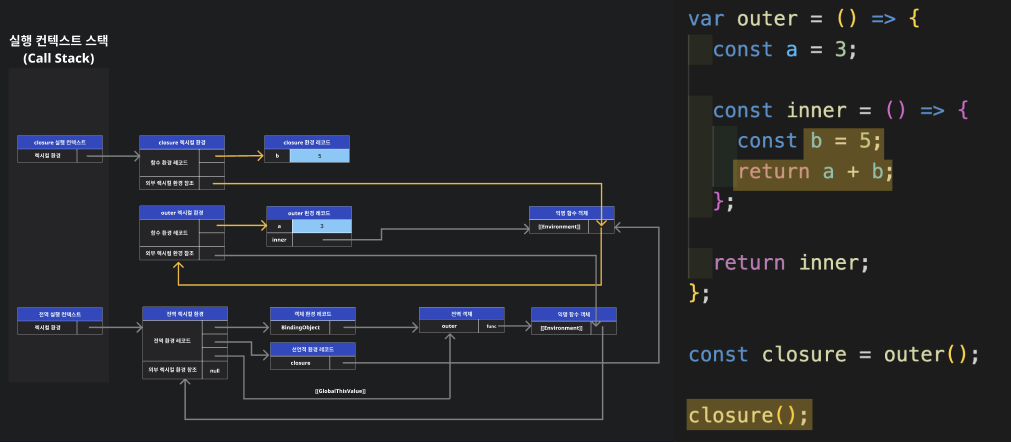 실행 컨텍스트 스택
(Call Stack)
closure 실행 컨텍스트
렉시컬 환경
closure 렉시컬 환경
함수 환경 레코드
외부 렉시컬 환경 참조
closure 환경 레코드
b 5
outer 렉시컬 환경
함수 환경 레코드
외부 렉시컬 환경 참조
outer 환경 레코드
a 3
inner
익명 함수 객체
[[Environment]]
전역 실행 컨텍스트
렉시컬 환경
전역 렉시컬 환경
전역 환경 레코드
외부 렉시컬 환경 참조 null
객체 환경 레코드
BindingObject
선언적 환경 레코드
closure
전역 객체
outer func
익명 함수 객체
[[Environment]]
[[GlobalThisValue]]
var outer = () => {
const a = 3;
const inner = () => {
const b = 5;
return a + b;
};
return inner;
};
const closure = outer();
closure();